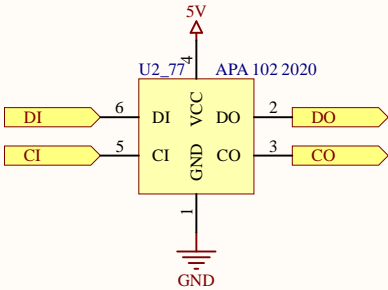 5V
4
U2_77 APA 102 2020
DI 6 DI VCC DO 2 DO
CI 5 CI GND CO 3 CO
1
GND